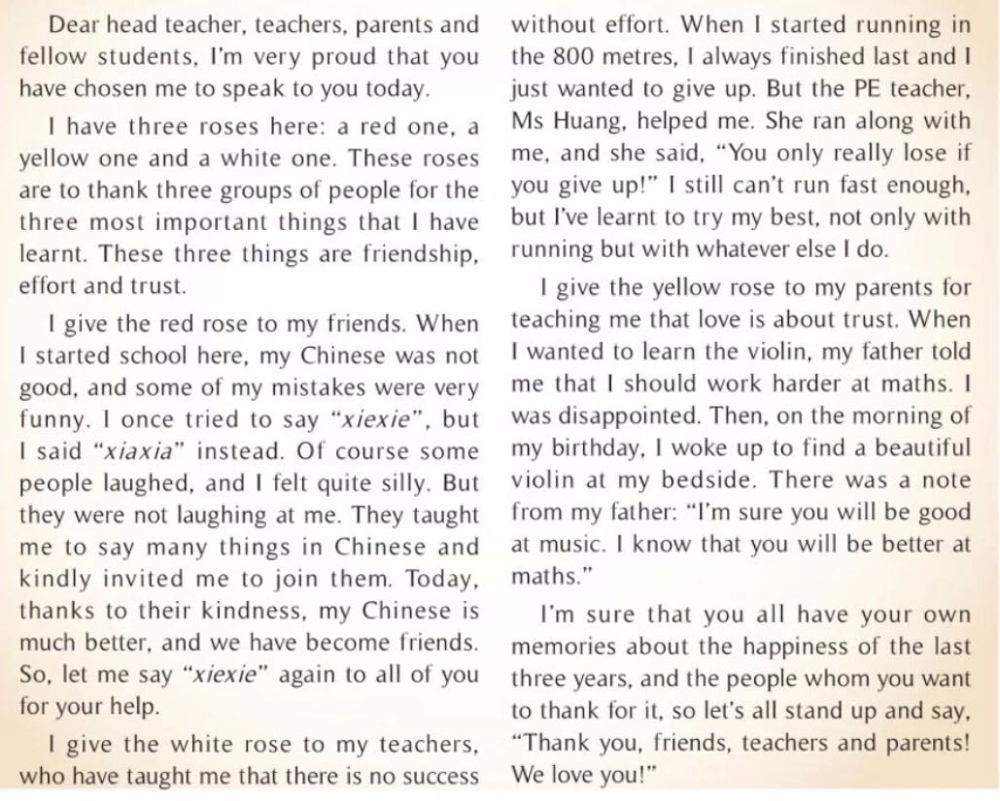 Dear head teacher, teachers, parents and
fellow students, I'm very proud that you
have chosen me to speak to you today.
I have three roses here: a red one, a
yellow one and a white one. These roses
are to thank three groups of people for the
three most important things that I have
learnt. These three things are friendship,
effort and trust.
I give the red rose to my friends. When
I started school here, my Chinese was not
good, and some of my mistakes were very
funny. I once tried to say “xiexie”, but
I said “xiaxia” instead. Of course some
people laughed, and I felt quite silly. But
they were not laughing at me. They taught
me to say many things in Chinese and
kindly invited me to join them. Today,
thanks to their kindness, my Chinese is
much better, and we have become friends.
So, let me say “xiexie” again to all of you
for your help.
I give the white rose to my teachers,
who have taught me that there is no success
without effort. When I started running in
the 800 metres, I always finished last and I
just wanted to give up. But the PE teacher,
Ms Huang, helped me. She ran along with
me, and she said, “You only really lose if
you give up!” I still can't run fast enough,
but I've learnt to try my best, not only with
running but with whatever else I do.
I give the yellow rose to my parents for
teaching me that love is about trust. When
I wanted to learn the violin, my father told
me that I should work harder at maths. I
was disappointed. Then, on the morning of
my birthday, I woke up to find a beautiful
violin at my bedside. There was a note
from my father: “I'm sure you will be good
at music. I know that you will be better at
maths.”
I'm sure that you all have your own
memories about the happiness of the last
three years, and the people whom you want
to thank for it, so let's all stand up and say,
“Thank you, friends, teachers and parents!
We love you!”